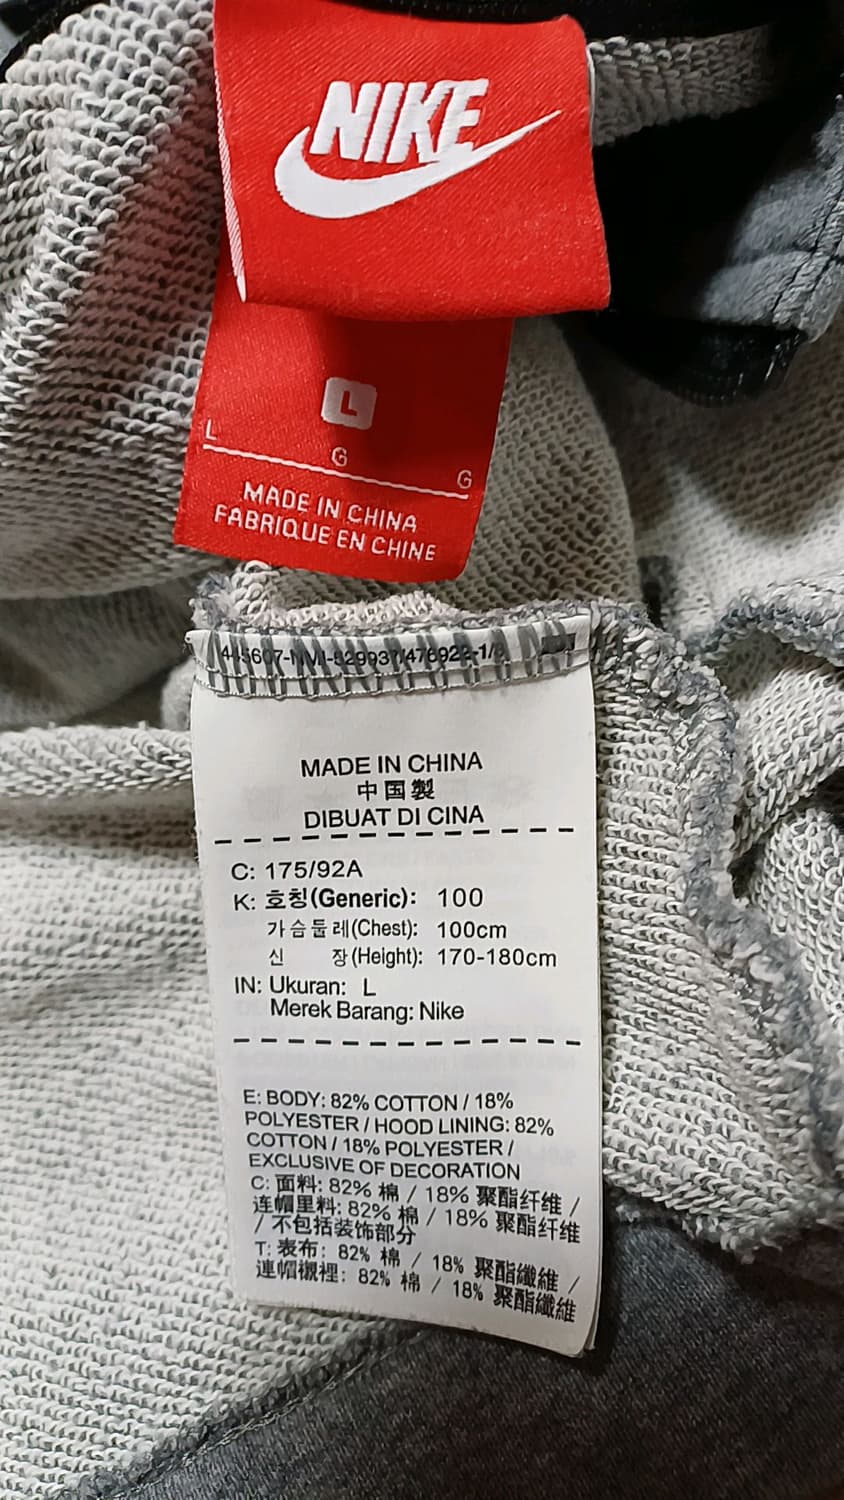 NIKE
L
L G G
MADE IN CHINA
FABRIQUE EN CHINE
MADE IN CHINA
中国製
DIBUAT DI CINA
C: 175/92A
K: 호칭(Generic): 100
가슴둘레(Chest): 100cm
신 장(Height): 170-180cm
IN: Ukuran: L
Merek Barang: Nike
E: BODY: 82% COTTON / 18%
POLYESTER / HOOD LINING: 82%
COTTON / 18% POLYESTER /
EXCLUSIVE OF DECORATION
C: 面料: 82% 棉 / 18% 聚酯纤维 /
连帽里料: 82% 棉 / 18% 聚酯纤维
/ 不包括装饰部分
T: 表布: 82% 棉 / 18% 聚酯纖維 /
連帽襯裡: 82% 棉 / 18% 聚酯纖維